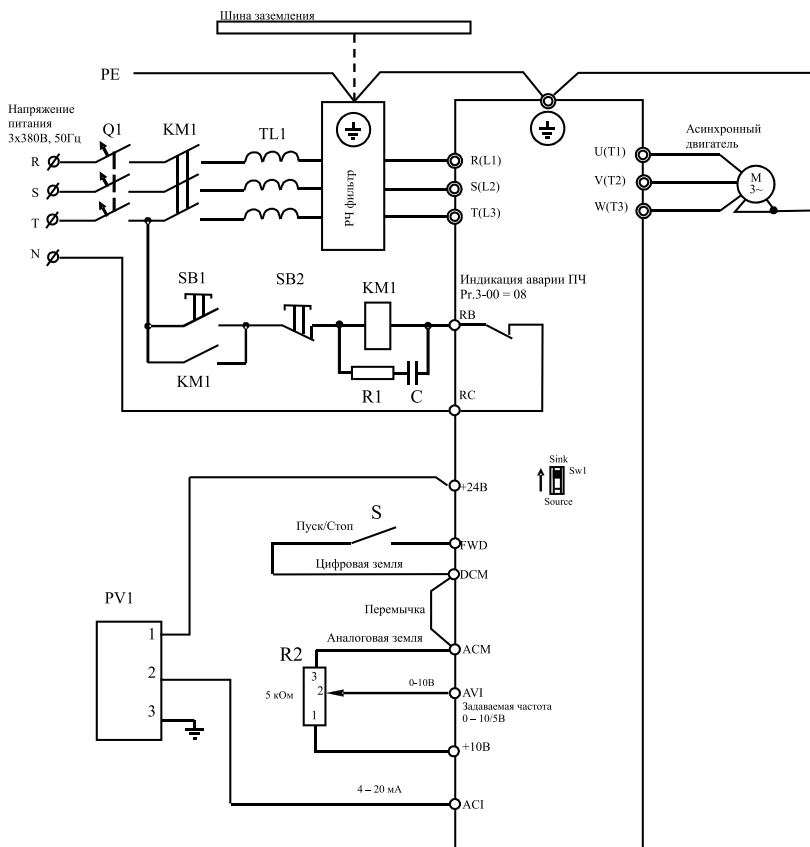 Шина заземления
PE
Напряжение
питания
3x380В, 50Гц
Q1
KM1
TL1
R
S
T
N
РЧ фильтр
R(L1)
S(L2)
T(L3)
U(T1)
V(T2)
W(T3)
Асинхронный
двигатель
M
3~
SB1
SB2
KM1
KM1
R1
C
Индикация аварии ПЧ
Pr.3-00 = 08
RB
RC
Sink
Sw1
Source
+24В
S
Пуск/Стоп
FWD
Цифровая земля
DCM
Перемычка
Аналоговая земля
ACM
PV1
1
2
3
R2
5 кОм
3
2
1
0-10В
AVI
Задаваемая частота
0 – 10/5В
+10В
4 – 20 мА
ACI